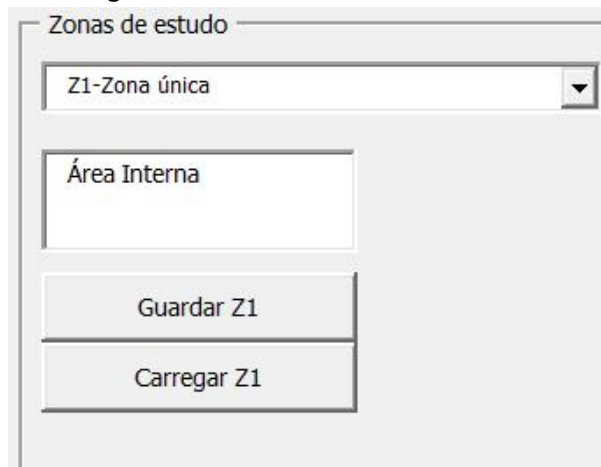 Zonas de estudo
Z1-Zona única
Área Interna
Guardar Z1
Carregar Z1